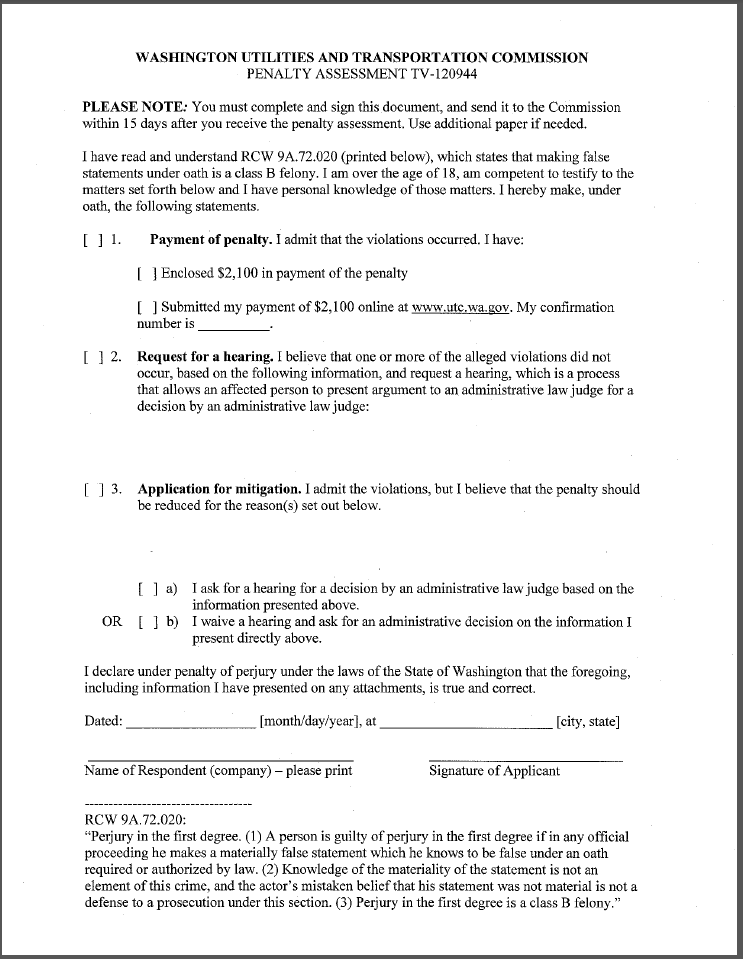 WASHINGTON UTILITIES AND TRANSPORTATION COMMISSION
PENALTY ASSESSMENT TV-120944
PLEASE NOTE: You must complete and sign this document, and send it to the Commission
within 15 days after you receive the penalty assessment. Use additional paper if needed.
I have read and understand RCW 9A.72.020 (printed below), which states that making false
statements under oath is a class B felony. I am over the age of 18, am competent to testify to the
matters set forth below and I have personal knowledge of those matters. I hereby make, under
oath, the following statements.
[ ] 1. Payment of penalty. I admit that the violations occurred. I have:
[ ] Enclosed $2,100 in payment of the penalty
[ ] Submitted my payment of $2,100 online at www.utc.wa.gov. My confirmation
number is __________.
[ ] 2. Request for a hearing. I believe that one or more of the alleged violations did not
occur, based on the following information, and request a hearing, which is a process
that allows an affected person to present argument to an administrative law judge for a
decision by an administrative law judge:
[ ] 3. Application for mitigation. I admit the violations, but I believe that the penalty should
be reduced for the reason(s) set out below.
[ ] a) I ask for a hearing for a decision by an administrative law judge based on the
information presented above.
OR [ ] b) I waive a hearing and ask for an administrative decision on the information I
present directly above.
I declare under penalty of perjury under the laws of the State of Washington that the foregoing,
including information I have presented on any attachments, is true and correct.
Dated: __________________ [month/day/year], at ________________________ [city, state]
Name of Respondent (company) – please print Signature of Applicant
-----------------------------------
RCW 9A.72.020:
“Perjury in the first degree. (1) A person is guilty of perjury in the first degree if in any official
proceeding he makes a materially false statement which he knows to be false under an oath
required or authorized by law. (2) Knowledge of the materiality of the statement is not an
element of this crime, and the actor’s mistaken belief that his statement was not material is not a
defense to a prosecution under this section. (3) Perjury in the first degree is a class B felony.”